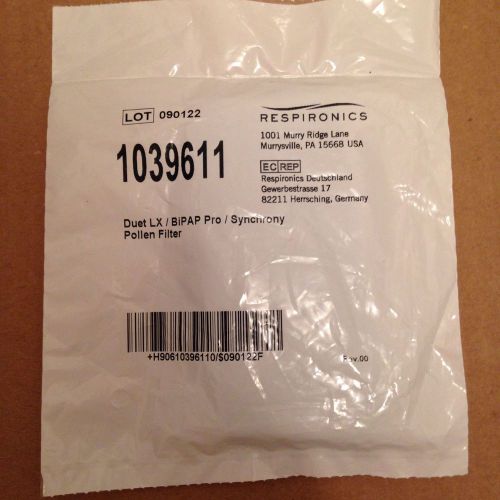 LOT 090122
1039611
Duet LX / BiPAP Pro / Synchrony
Pollen Filter
RESPIRONICS
1001 Murry Ridge Lane
Murrysville, PA 15668 USA
EC REP
Respironics Deutschland
Gewerbestrasse 17
82211 Herrsching, Germany
+H90610396110/$090122F
Rev.00